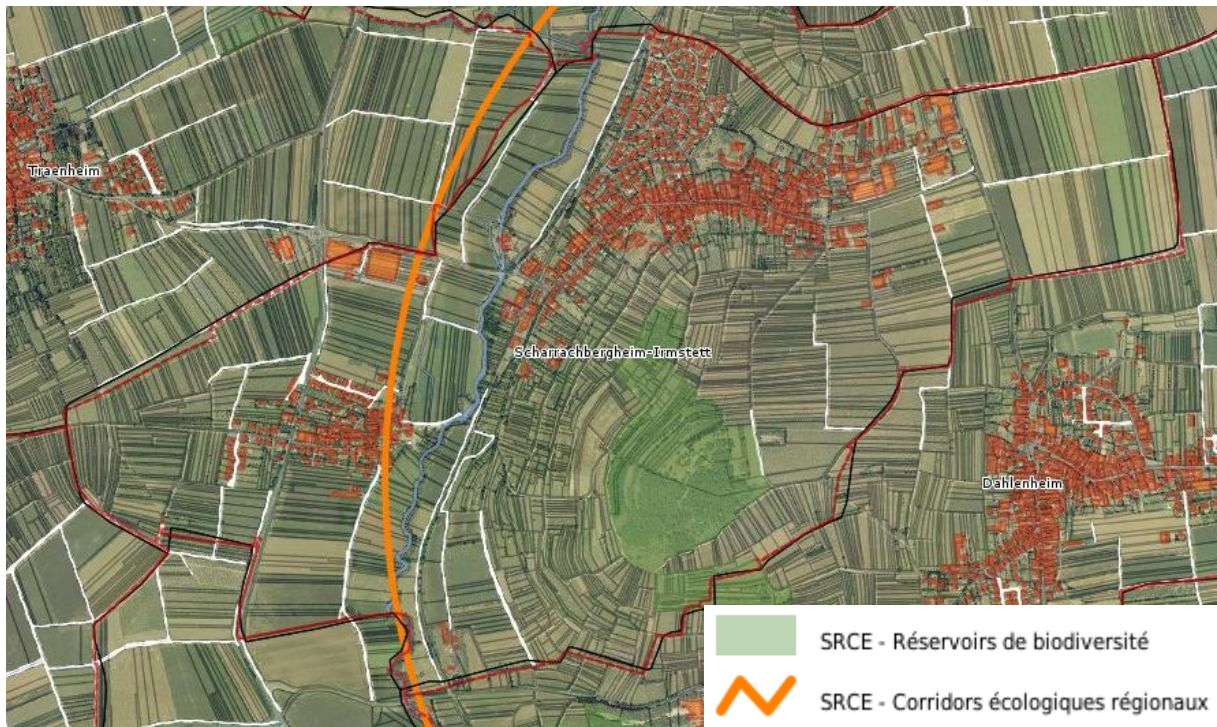 Traenheim
Scharrachbergheim-Irmstett
Dahlenheim
SRCE - Réservoirs de biodiversité
SRCE - Corridors écologiques régionaux